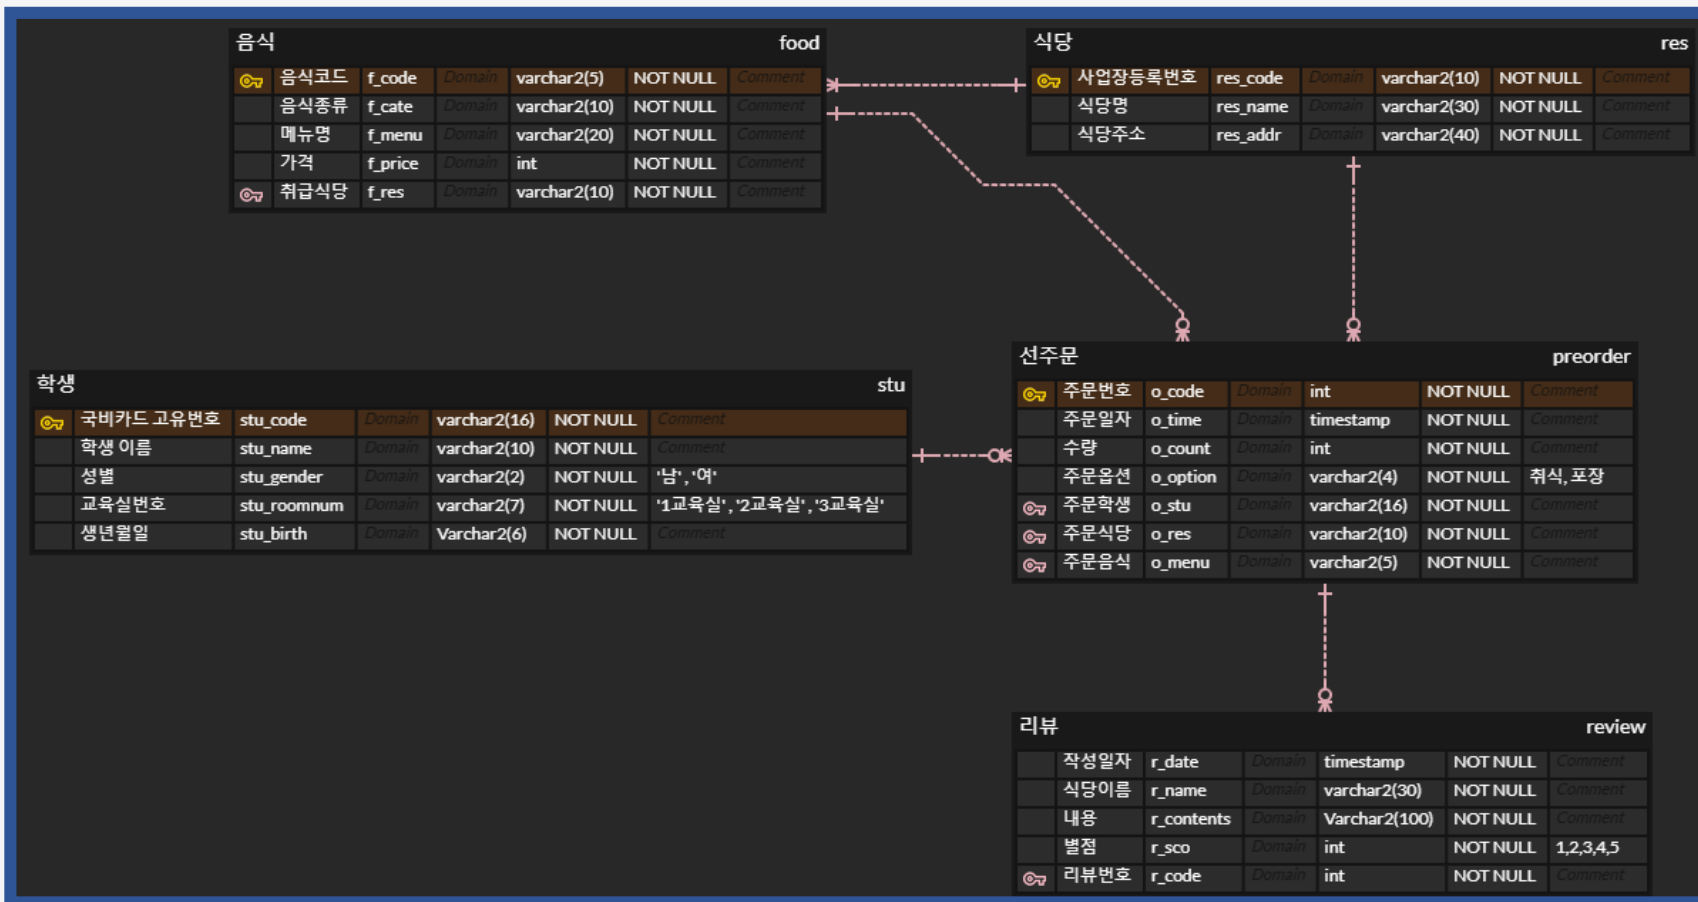 음식 food
음식코드 f_code Domain varchar2(5) NOT NULL Comment
음식종류 f_cate Domain varchar2(10) NOT NULL Comment
메뉴명 f_menu Domain varchar2(20) NOT NULL Comment
가격 f_price Domain int NOT NULL Comment
취급식당 f_res Domain varchar2(10) NOT NULL Comment
식당 res
사업장등록번호 res_code Domain varchar2(10) NOT NULL Comment
식당명 res_name Domain varchar2(30) NOT NULL Comment
식당주소 res_addr Domain varchar2(40) NOT NULL Comment
학생 stu
국비카드 고유번호 stu_code Domain varchar2(16) NOT NULL Comment
학생 이름 stu_name Domain varchar2(10) NOT NULL Comment
성별 stu_gender Domain varchar2(2) NOT NULL '남', '여'
교육실번호 stu_roomnum Domain varchar2(7) NOT NULL '1교육실', '2교육실', '3교육실'
생년월일 stu_birth Domain Varchar2(6) NOT NULL Comment
선주문 preorder
주문번호 o_code Domain int NOT NULL Comment
주문일자 o_time Domain timestamp NOT NULL Comment
수량 o_count Domain int NOT NULL Comment
주문옵션 o_option Domain varchar2(4) NOT NULL 취식, 포장
주문학생 o_stu Domain varchar2(16) NOT NULL Comment
주문식당 o_res Domain varchar2(10) NOT NULL Comment
주문음식 o_menu Domain varchar2(5) NOT NULL Comment
리뷰 review
작성일자 r_date Domain timestamp NOT NULL Comment
식당이름 r_name Domain varchar2(30) NOT NULL Comment
내용 r_contents Domain Varchar2(100) NOT NULL Comment
별점 r_sco Domain int NOT NULL 1,2,3,4,5
리뷰번호 r_code Domain int NOT NULL Comment